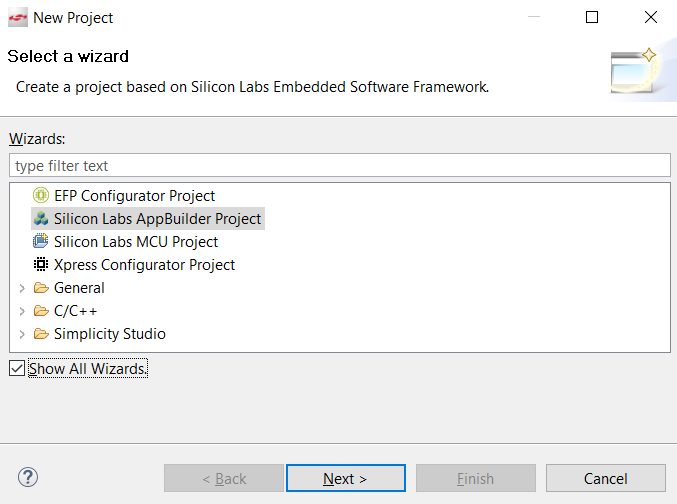 New Project
Select a wizard
Create a project based on Silicon Labs Embedded Software Framework.
Wizards:
type filter text
EFP Configurator Project
Silicon Labs AppBuilder Project
Silicon Labs MCU Project
Xpress Configurator Project
General
C/C++
Simplicity Studio
Show All Wizards.
? < Back Next > Finish Cancel